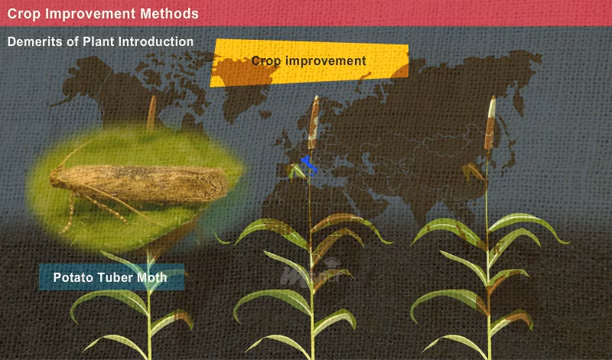 Crop Improvement Methods
Demerits of Plant Introduction
Crop improvement
Potato Tuber Moth